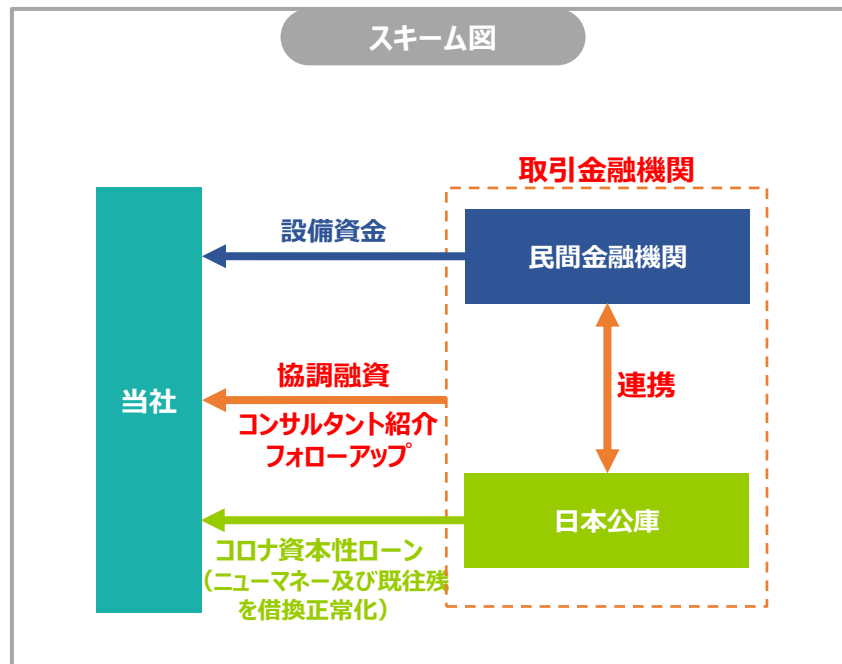 スキーム図
取引金融機関
設備資金
民間金融機関
協調融資
連携
当社
コンサルタント紹介
フォローアップ
日本公庫
コロナ資本性ローン
（ニューマネー及び既往残
を借換正常化）